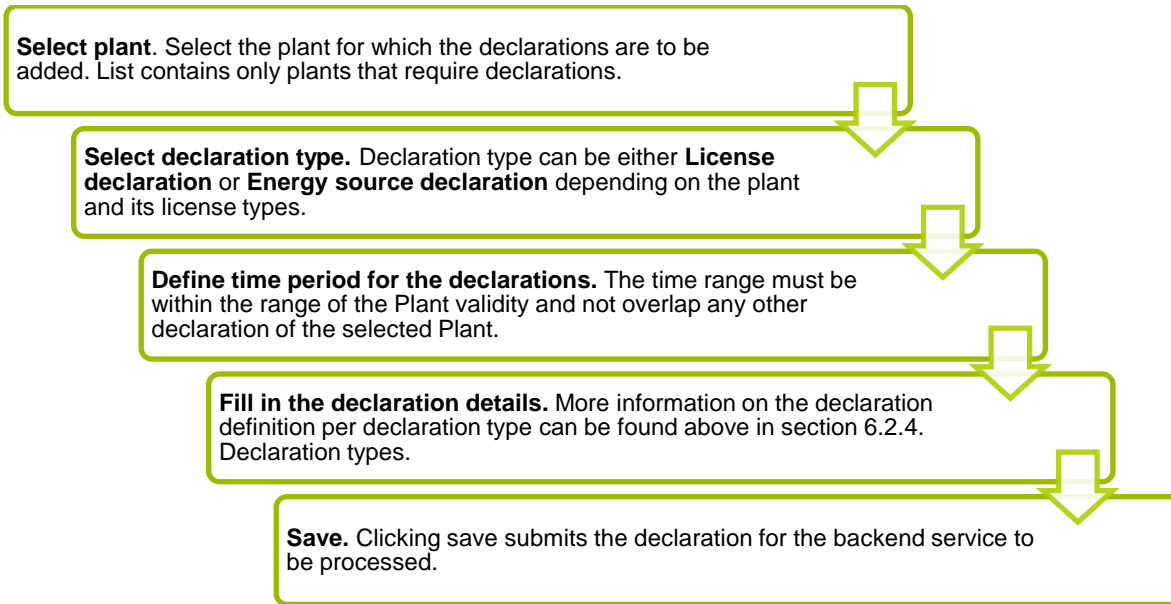 Select plant. Select the plant for which the declarations are to be
added. List contains only plants that require declarations.
Select declaration type. Declaration type can be either License
declaration or Energy source declaration depending on the plant
and its license types.
Define time period for the declarations. The time range must be
within the range of the Plant validity and not overlap any other
declaration of the selected Plant.
Fill in the declaration details. More information on the declaration
definition per declaration type can be found above in section 6.2.4.
Declaration types.
Save. Clicking save submits the declaration for the backend service to
be processed.